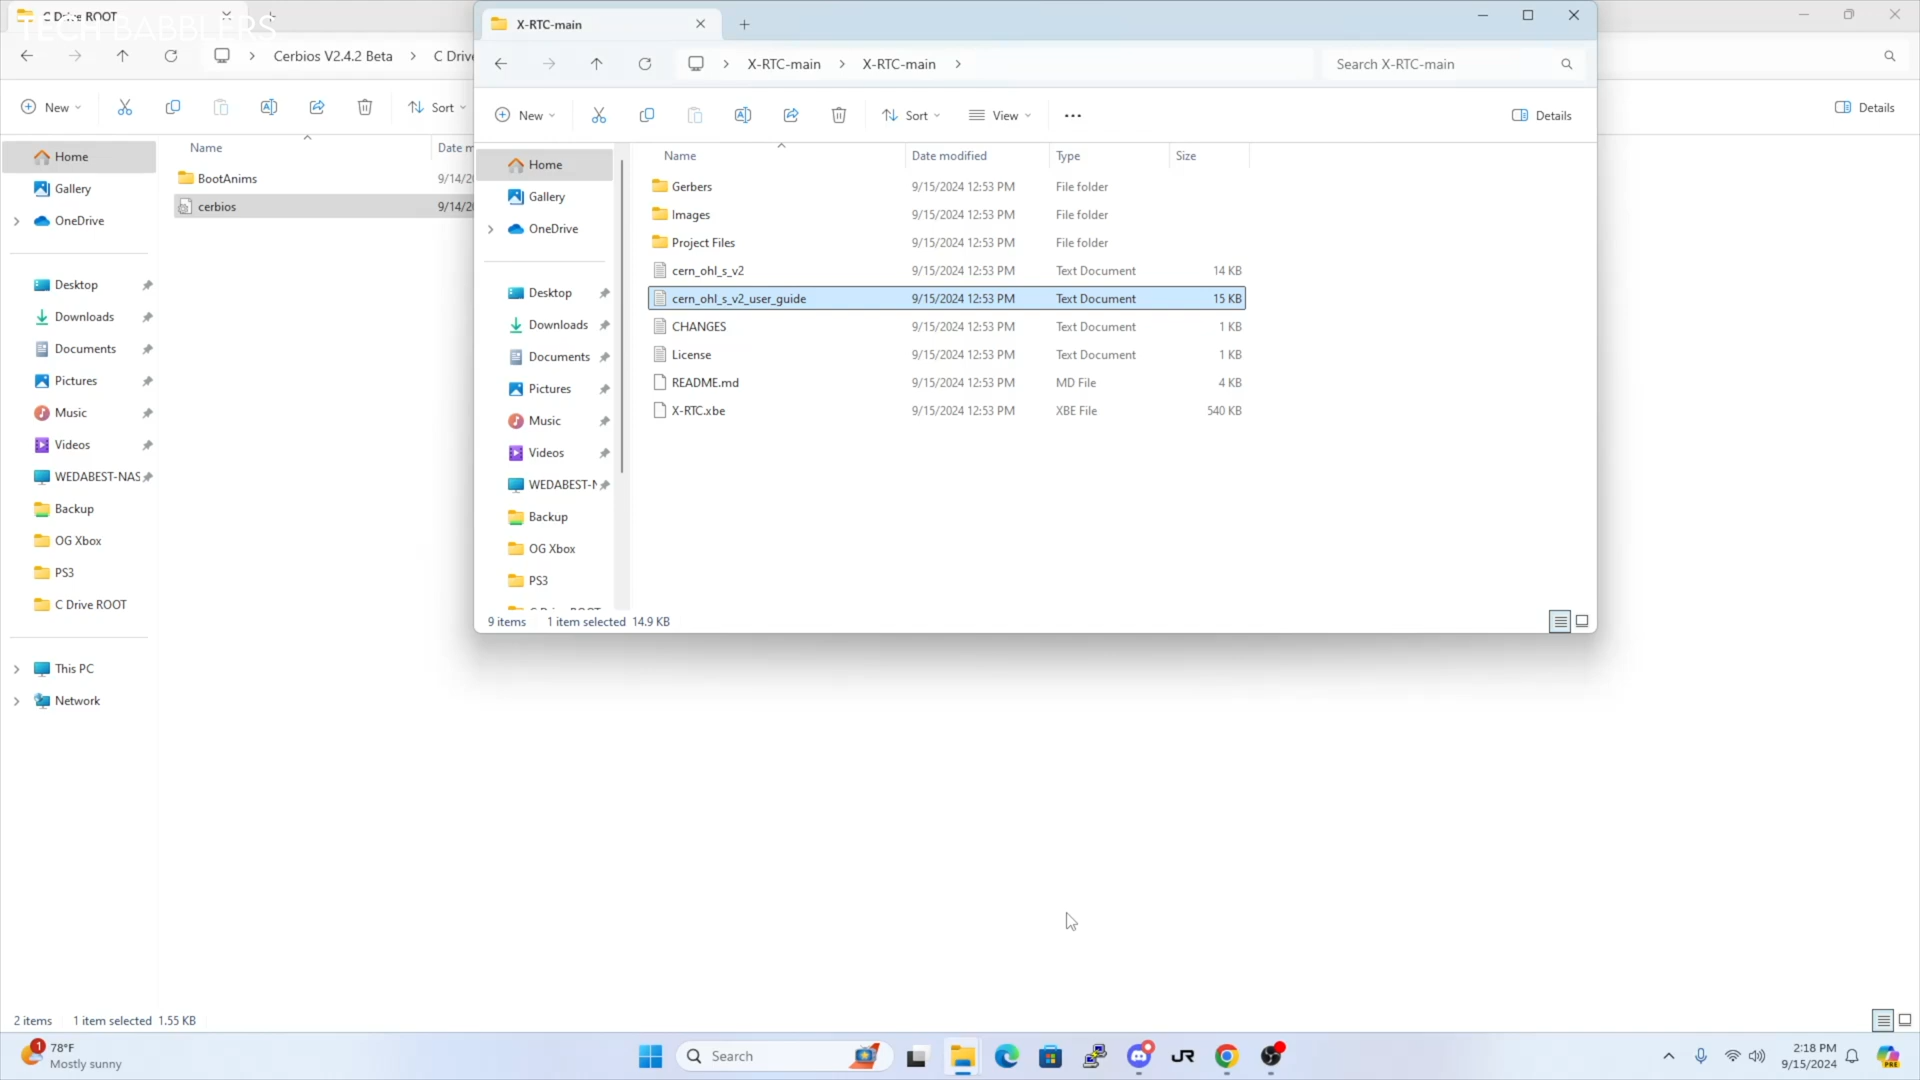 C Drive ROOT
TECH BABBLERS
Cerbios V2.4.2 Beta
C Drive
New
Sort
Details
Home
Gallery
OneDrive
Desktop
Downloads
Documents
Pictures
Music
Videos
WEDABEST-NAS
Backup
OG Xbox
PS3
C Drive ROOT
This PC
Network
Name
Date m
BootAnims 9/14/20
cerbios 9/14/20
2 items 1 item selected 1.55 KB
X-RTC-main
X-RTC-main X-RTC-main
Search X-RTC-main
New
Sort
View
Details
Home
Gallery
OneDrive
Desktop
Downloads
Documents
Pictures
Music
Videos
WEDABEST-N
Backup
OG Xbox
PS3
C Drive ROOT
Name Date modified Type Size
Gerbers 9/15/2024 12:53 PM File folder
Images 9/15/2024 12:53 PM File folder
Project Files 9/15/2024 12:53 PM File folder
cern_ohl_s_v2 9/15/2024 12:53 PM Text Document 14 KB
cern_ohl_s_v2_user_guide 9/15/2024 12:53 PM Text Document 15 KB
CHANGES 9/15/2024 12:53 PM Text Document 1 KB
License 9/15/2024 12:53 PM Text Document 1 KB
README.md 9/15/2024 12:53 PM MD File 4 KB
X-RTC.xbe 9/15/2024 12:53 PM XBE File 540 KB
9 items 1 item selected 14.9 KB
1
78°F
Mostly sunny
Search
JR
2:18 PM
9/15/2024
PRE